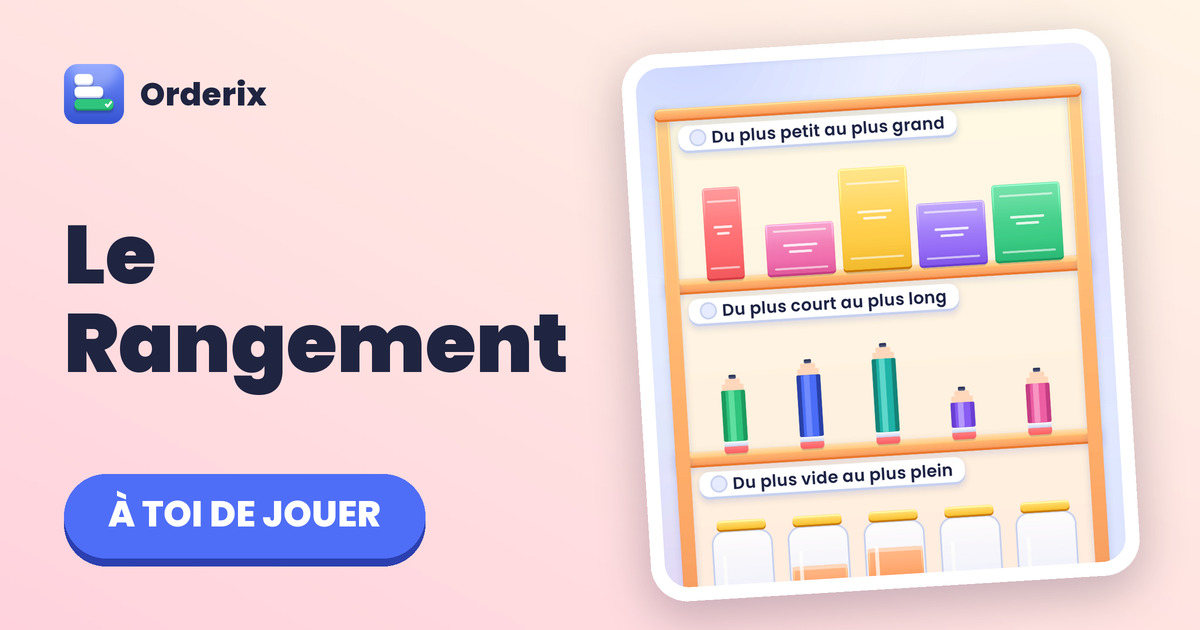 Orderix
Le
Rangement
À TOI DE JOUER
Du plus petit au plus grand
Du plus court au plus long
Du plus vide au plus plein